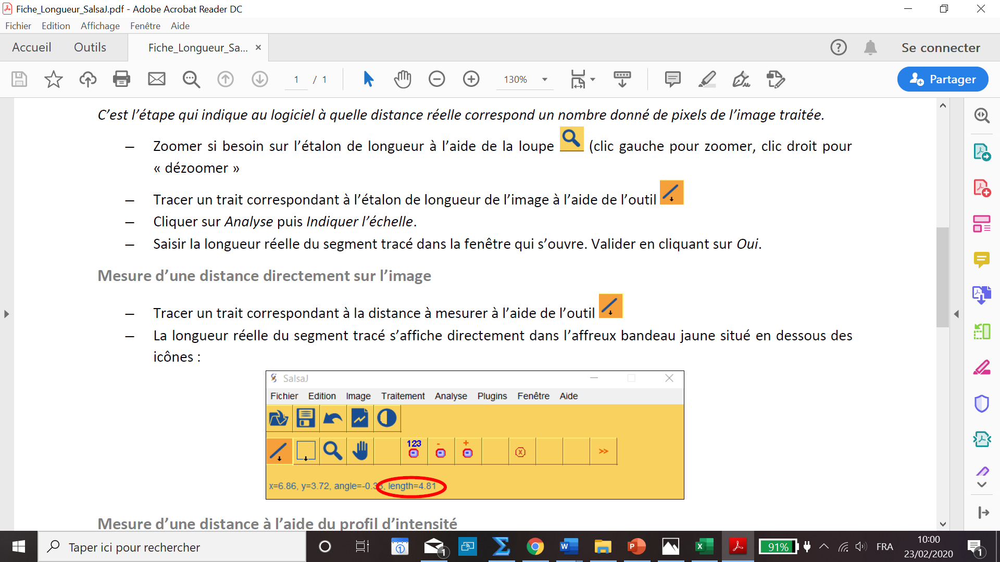 Fiche_Longueur_SalsaJ.pdf - Adobe Acrobat Reader DC
Fichier Edition Affichage Fenêtre Aide
Accueil Outils Fiche_Longueur_Sa... × Se connecter
1 / 1 130% Partager
C’est l’étape qui indique au logiciel à quelle distance réelle correspond un nombre donné de pixels de l’image traitée.
– Zoomer si besoin sur l’étalon de longueur à l’aide de la loupe (clic gauche pour zoomer, clic droit pour
« dézoomer »
– Tracer un trait correspondant à l’étalon de longueur de l’image à l’aide de l’outil
– Cliquer sur Analyse puis Indiquer l’échelle.
– Saisir la longueur réelle du segment tracé dans la fenêtre qui s’ouvre. Valider en cliquant sur Oui.
Mesure d’une distance directement sur l’image
– Tracer un trait correspondant à la distance à mesurer à l’aide de l’outil
– La longueur réelle du segment tracé s’affiche directement dans l’affreux bandeau jaune situé en dessous des
icônes :
SalsaJ
Fichier Edition Image Traitement Analyse Plugins Fenêtre Aide
123 - +
>>
x=6.86, y=3.72, angle=-0.33, length=4.81
Mesure d’une distance à l’aide du profil d’intensité
Taper ici pour rechercher 1 91% FRA 10:00
23/02/2020 1